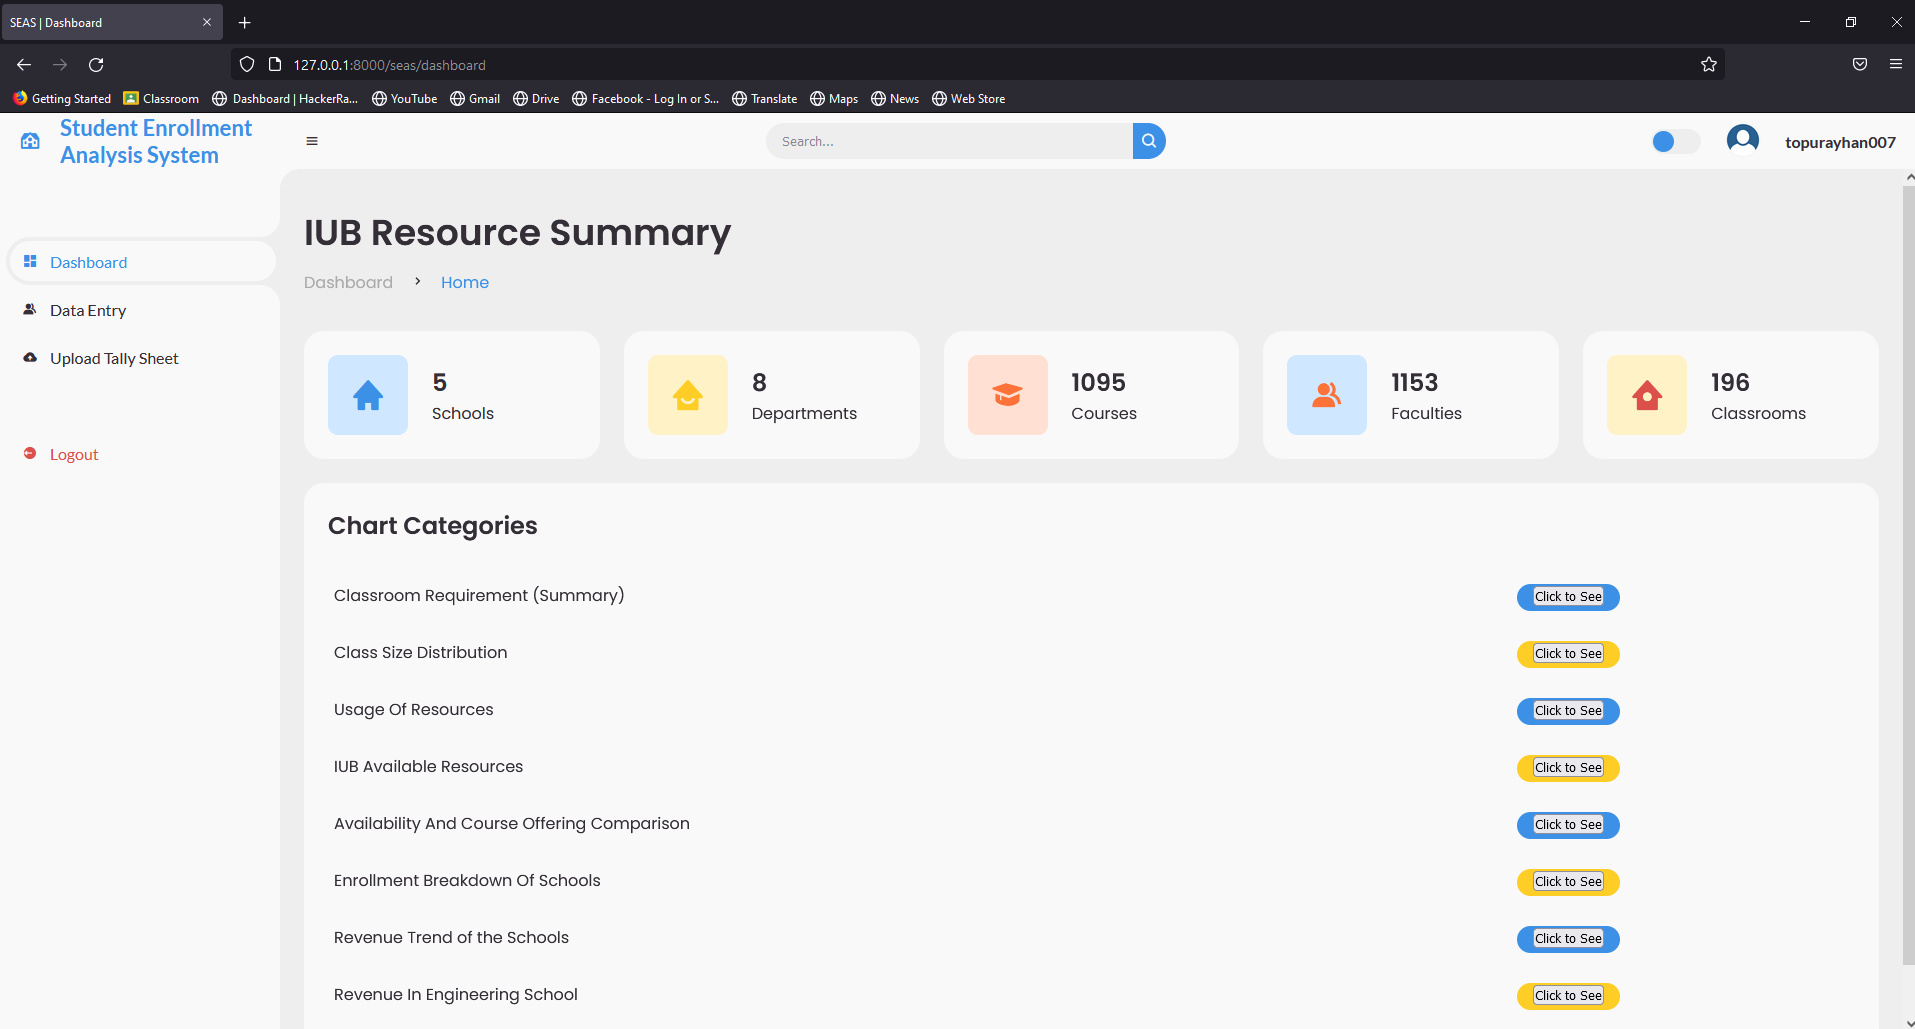 SEAS | Dashboard
127.0.0.1:8000/seas/dashboard
Getting Started Classroom Dashboard | HackerRa... YouTube Gmail Drive Facebook - Log In or S... Translate Maps News Web Store
Student Enrollment
Analysis System
Search...
topurayhan007
Dashboard
Data Entry
Upload Tally Sheet
Logout
IUB Resource Summary
Dashboard > Home
5
Schools
8
Departments
1095
Courses
1153
Faculties
196
Classrooms
Chart Categories
Classroom Requirement (Summary) Click to See
Class Size Distribution Click to See
Usage Of Resources Click to See
IUB Available Resources Click to See
Availability And Course Offering Comparison Click to See
Enrollment Breakdown Of Schools Click to See
Revenue Trend of the Schools Click to See
Revenue In Engineering School Click to See